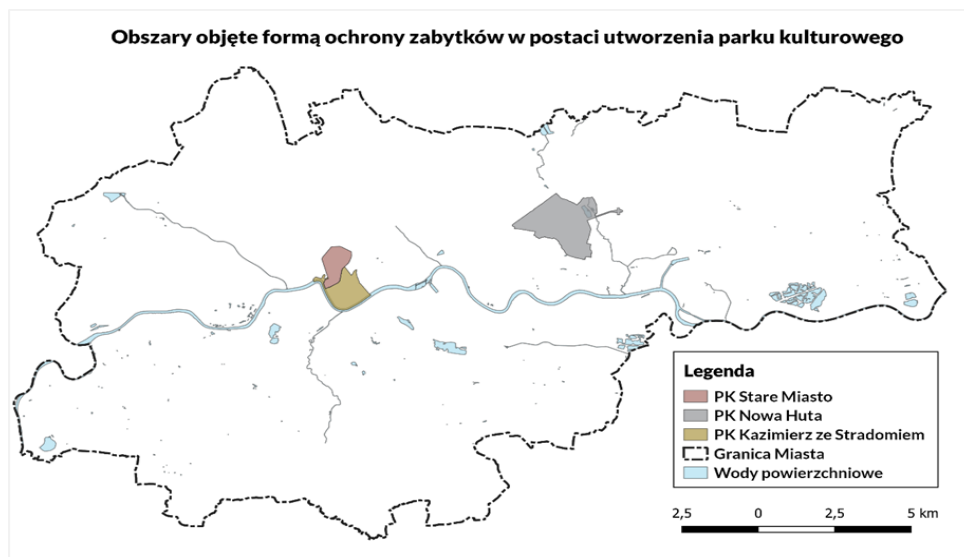 Obszary objęte formą ochrony zabytków w postaci utworzenia parku kulturowego
Legenda
PK Stare Miasto
PK Nowa Huta
PK Kazimierz ze Stradomiem
Granica Miasta
Wody powierzchniowe
2,5 0 2,5 5 km